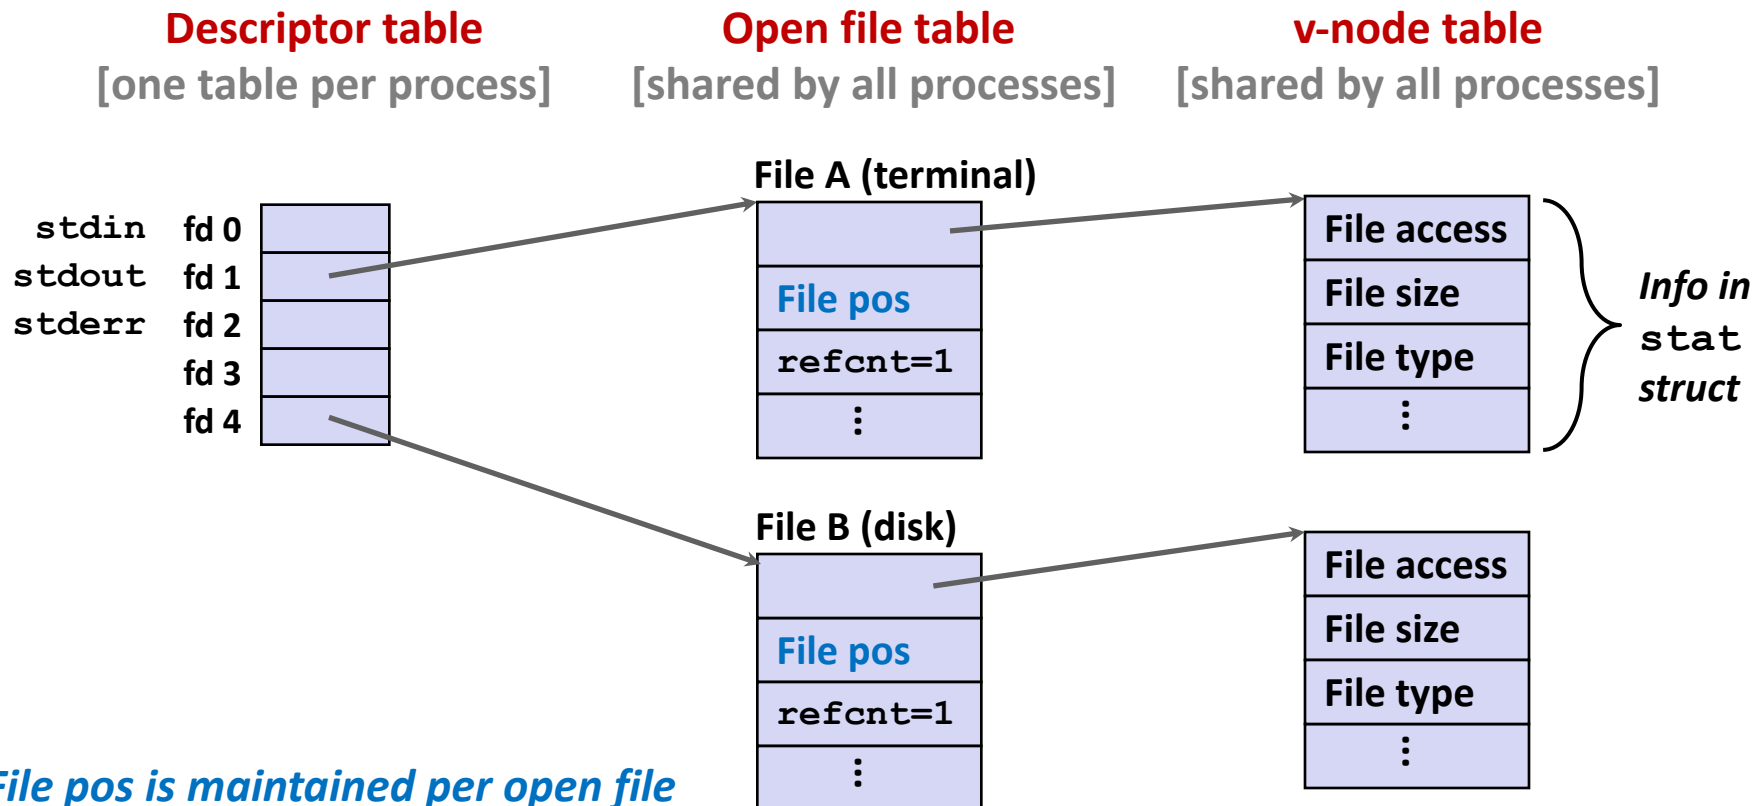 Descriptor table
[one table per process]
Open file table
[shared by all processes]
v-node table
[shared by all processes]
stdin fd 0
stdout fd 1
stderr fd 2
fd 3
fd 4
File A (terminal)
File pos
refcnt=1
⋮
File access
File size
File type
⋮
Info in
stat
struct
File B (disk)
File pos
refcnt=1
⋮
File access
File size
File type
⋮
File pos is maintained per open file